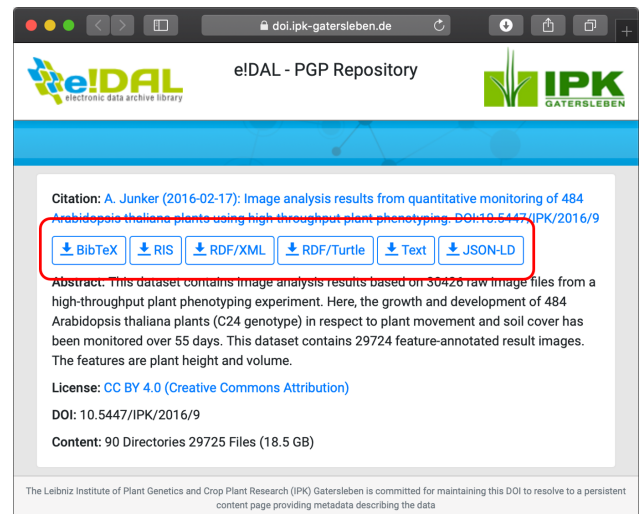 doi.ipk-gatersleben.de
e!DAL
electronic data archive library
e!DAL - PGP Repository
IPK
GATERSLEBEN
Citation: A. Junker (2016-02-17): Image analysis results from quantitative monitoring of 484
Arabidopsis thaliana plants using high throughput plant phenotyping. DOI:10.5447/IPK/2016/9
BibTeX RIS RDF/XML RDF/Turtle Text JSON-LD
Abstract: This dataset contains image analysis results based on 30426 raw image files from a
high-throughput plant phenotyping experiment. Here, the growth and development of 484
Arabidopsis thaliana plants (C24 genotype) in respect to plant movement and soil cover has
been monitored over 55 days. This dataset contains 29724 feature-annotated result images.
The features are plant height and volume.
License: CC BY 4.0 (Creative Commons Attribution)
DOI: 10.5447/IPK/2016/9
Content: 90 Directories 29725 Files (18.5 GB)
The Leibniz Institute of Plant Genetics and Crop Plant Research (IPK) Gatersleben is committed for maintaining this DOI to resolve to a persistent
content page providing metadata describing the data